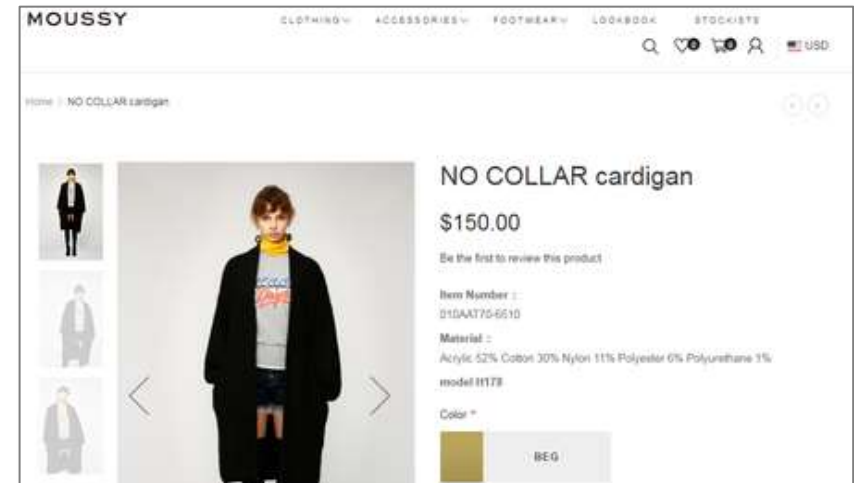 MOUSSY
CLOTHING ACCESSORIES FOOTWEAR LOOKBOOK STOCKISTS
0 0 USD
Home NO COLLAR cardigan
NO COLLAR cardigan
$150.00
Be the first to review this product
Item Number :
010AAT70-6510
Material :
Acrylic 52% Cotton 30% Nylon 11% Polyester 6% Polyurethane 1%
model H178
Color *
BEG